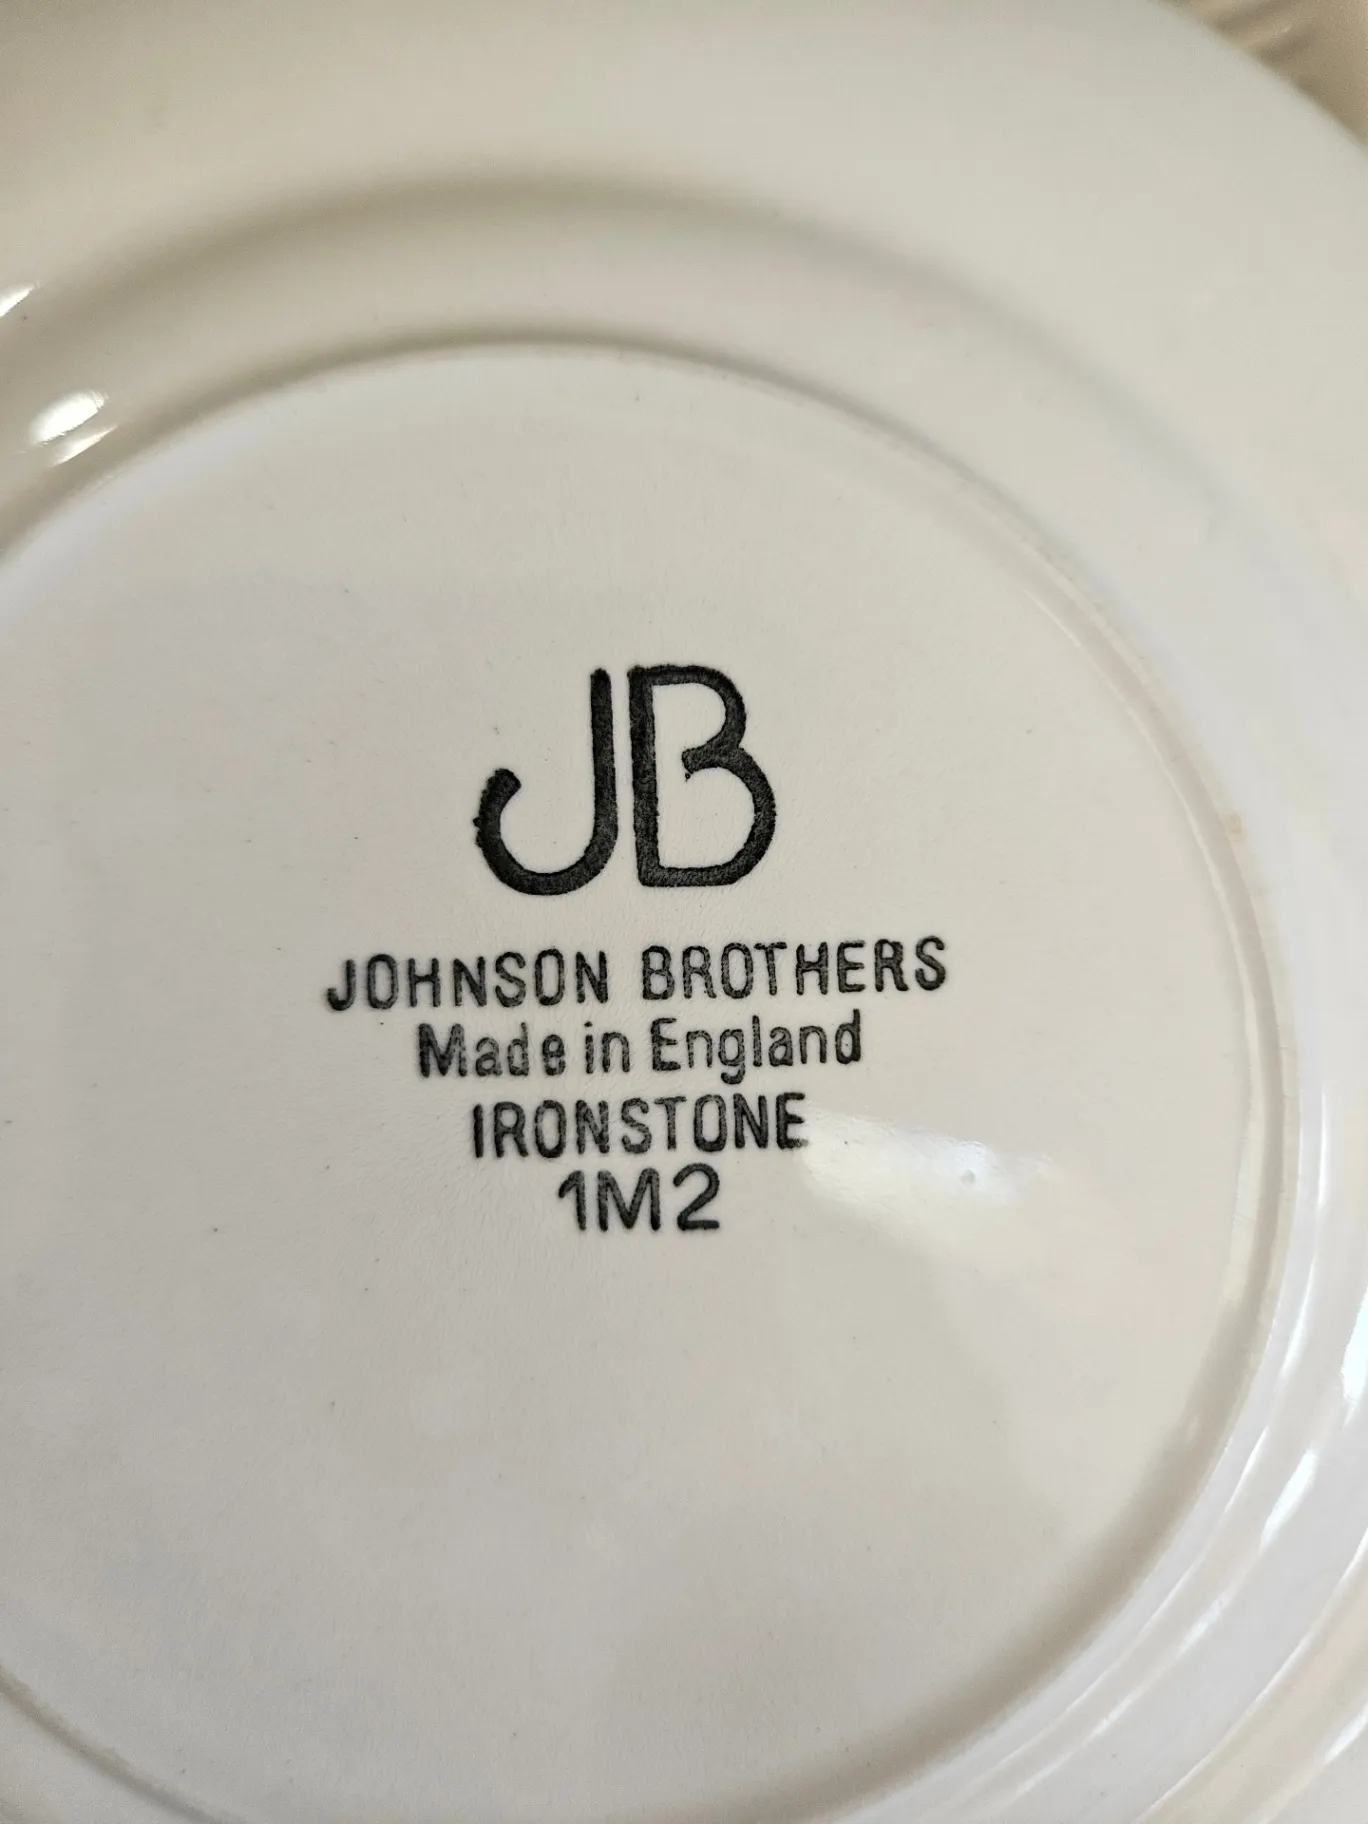 JB
JOHNSON BROTHERS
Made in England
IRONSTONE
1M2